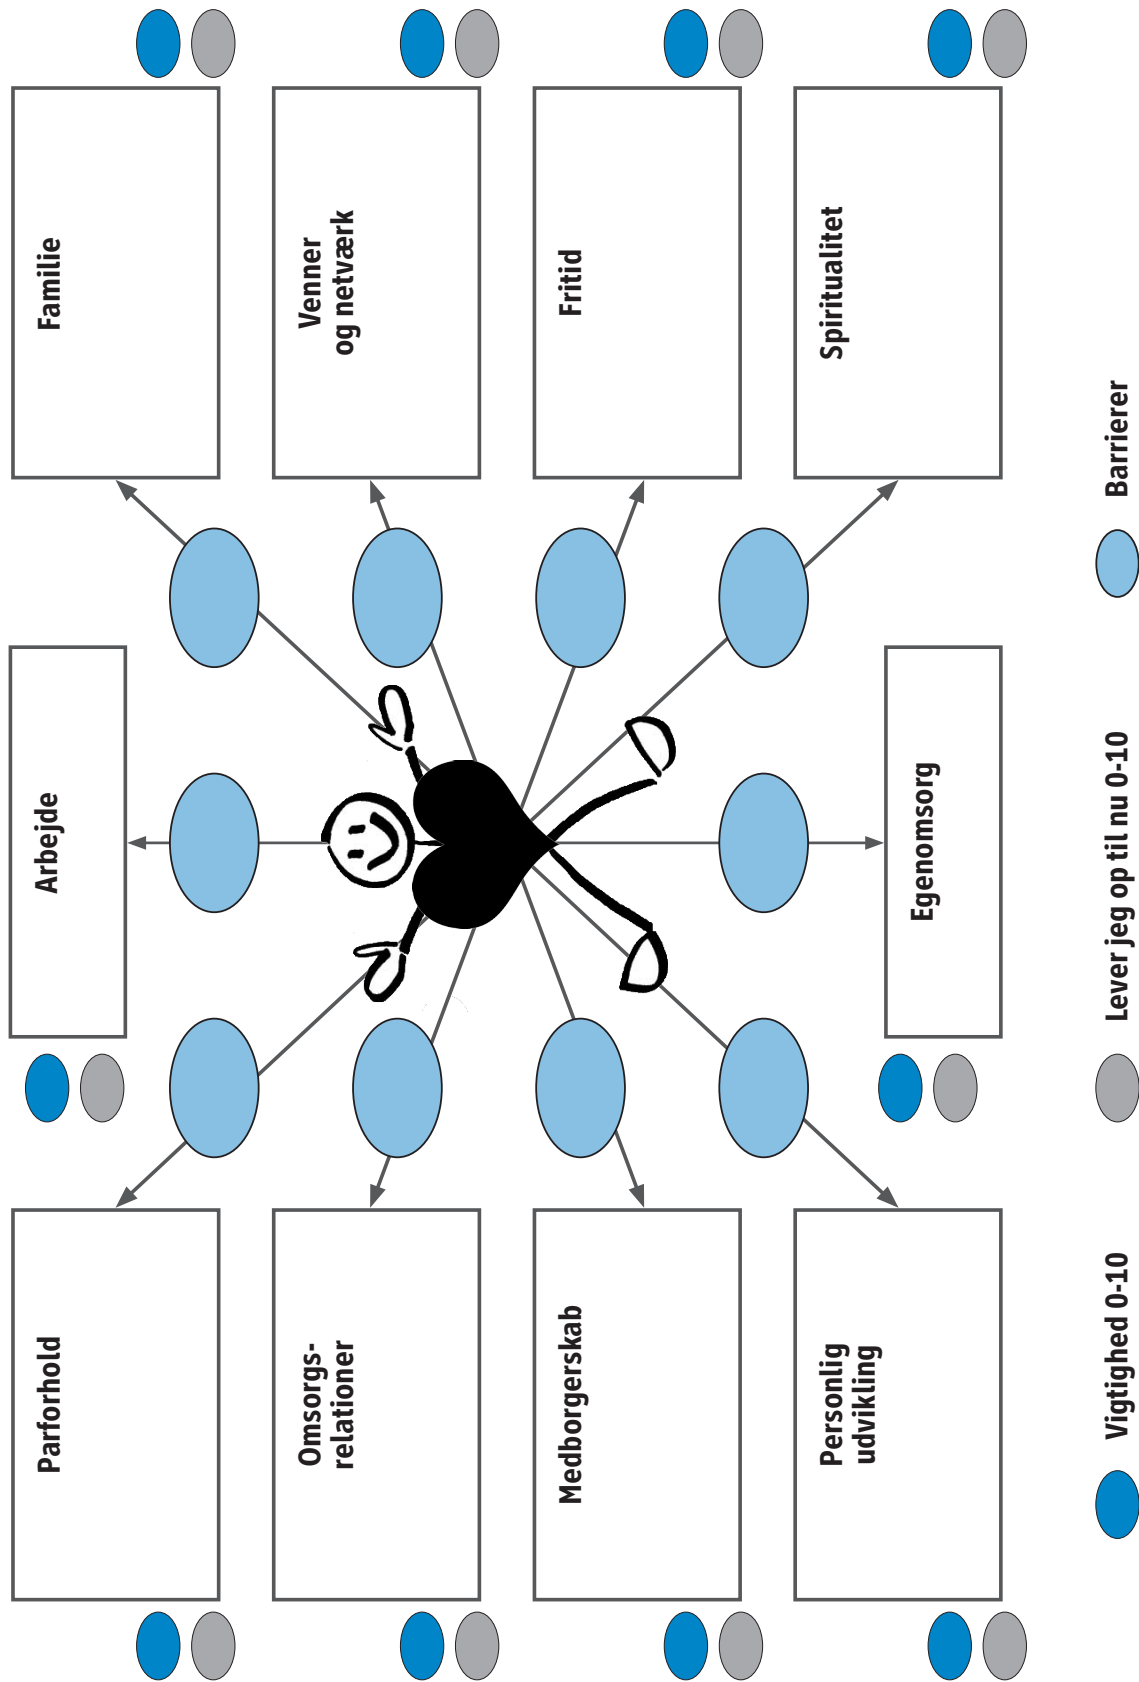 Arbejde
Parforhold
Familie
Omsorgs-
relationer
Venner
og netværk
Medborgerskab
Fritid
Personlig
udvikling
Spiritualitet
Egenomsorg
Vigtighed 0-10
Lever jeg op til nu 0-10
Barrierer